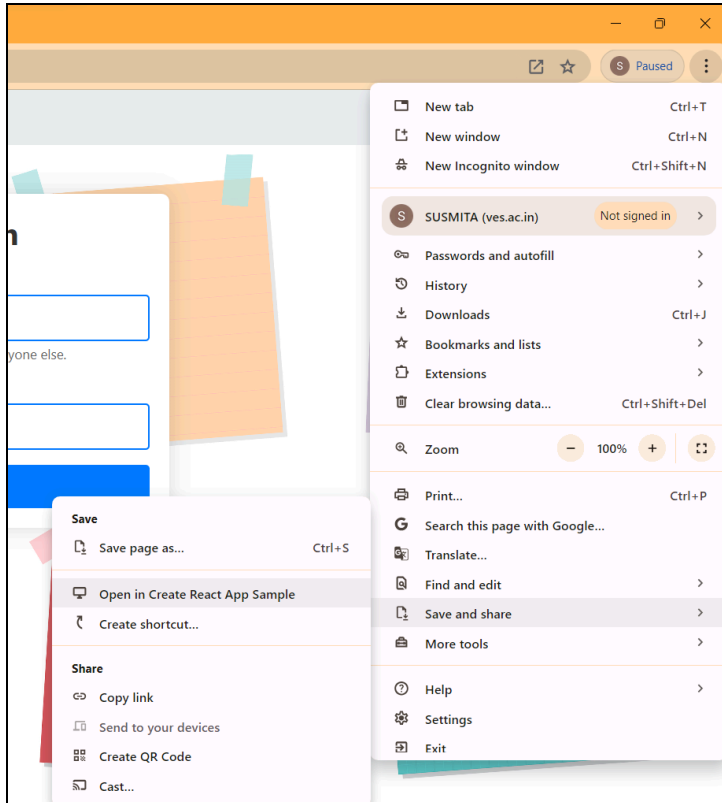 S Paused
New tab Ctrl+T
New window Ctrl+N
New Incognito window Ctrl+Shift+N
S SUSMITA (ves.ac.in) Not signed in
Passwords and autofill
History
Downloads Ctrl+J
Bookmarks and lists
Extensions
Clear browsing data... Ctrl+Shift+Del
Zoom − 100% +
Print... Ctrl+P
G Search this page with Google...
Translate...
Find and edit
Save and share
More tools
Help
Settings
Exit
yone else.
Save
Save page as... Ctrl+S
Open in Create React App Sample
Create shortcut...
Share
Copy link
Send to your devices
Create QR Code
Cast...